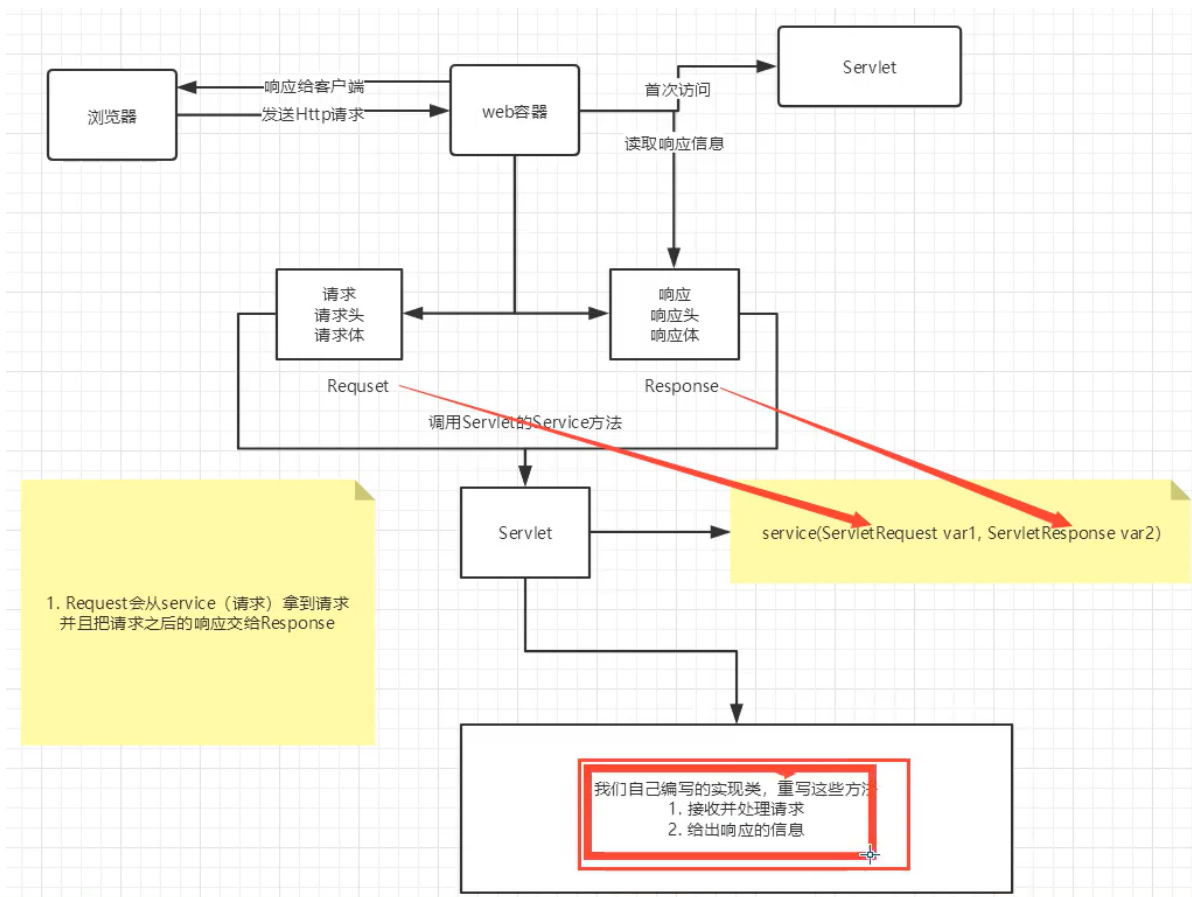 Servlet
浏览器
响应给客户端
发送Http请求
web容器
首次访问
读取响应信息
请求
请求头
请求体
响应
响应头
响应体
Requset
Response
调用Servlet的Service方法
Servlet
service(ServletRequest var1, ServletResponse var2)
1. Request会从service（请求）拿到请求
并且把请求之后的响应交给Response
我们自己编写的实现类，重写这些方法
1. 接收并处理请求
2. 给出响应的信息